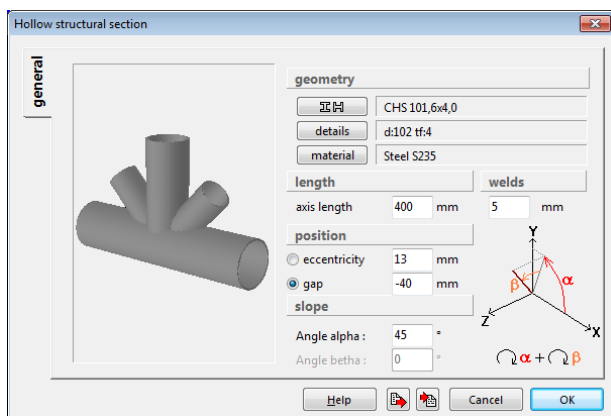 Hollow structural section
general
geometry
CHS 101,6x4,0
details d:102 tf:4
material Steel S235
length welds
axis length 400 mm 5 mm
position
eccentricity 13 mm
gap -40 mm
slope
Angle alpha : 45 °
Angle betha : 0 °
Y
β α
Z X
α + β
Help Cancel OK